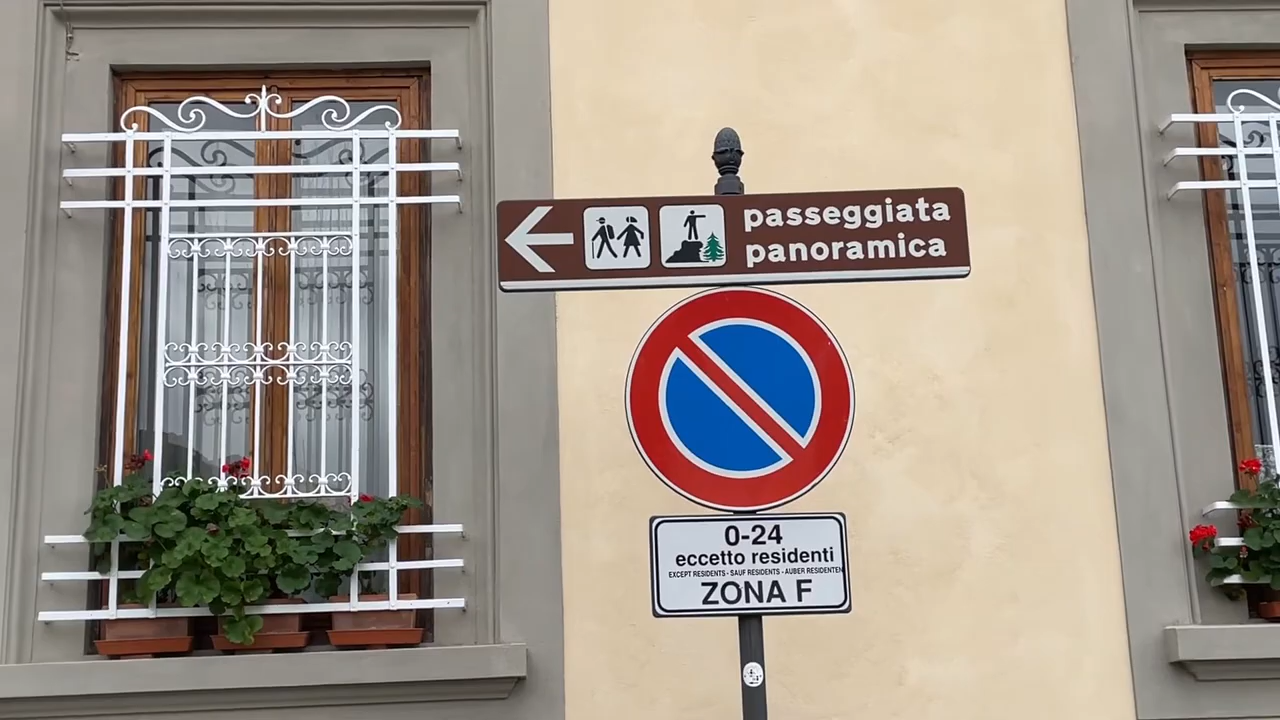 passeggiata
panoramica
0-24
eccetto residenti
EXCEPT RESIDENTS - SAUF RESIDENTS - AUBER RESIDENTEN
ZONA F